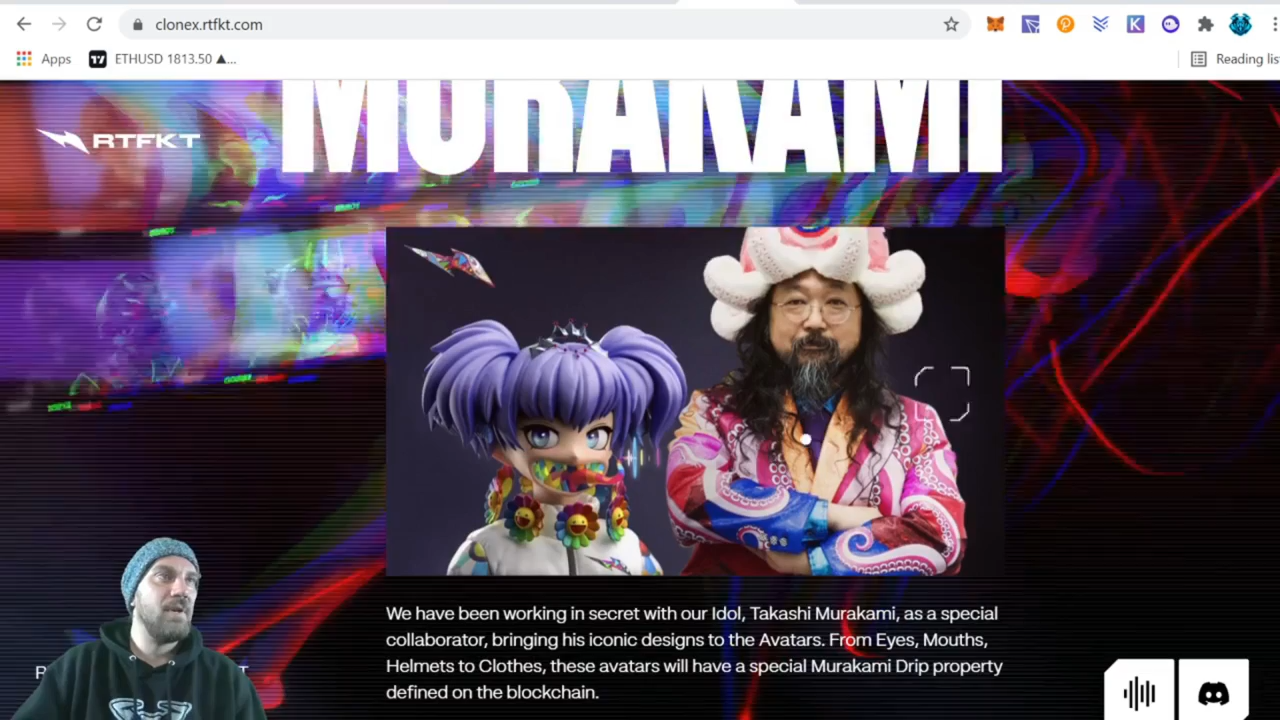 clonex.rtfkt.com
Apps
ETHUSD 1813.50 ▲...
Reading lis
MURAKAMI
RTFKT
We have been working in secret with our Idol, Takashi Murakami, as a special
collaborator, bringing his iconic designs to the Avatars. From Eyes, Mouths,
Helmets to Clothes, these avatars will have a special Murakami Drip property
defined on the blockchain.